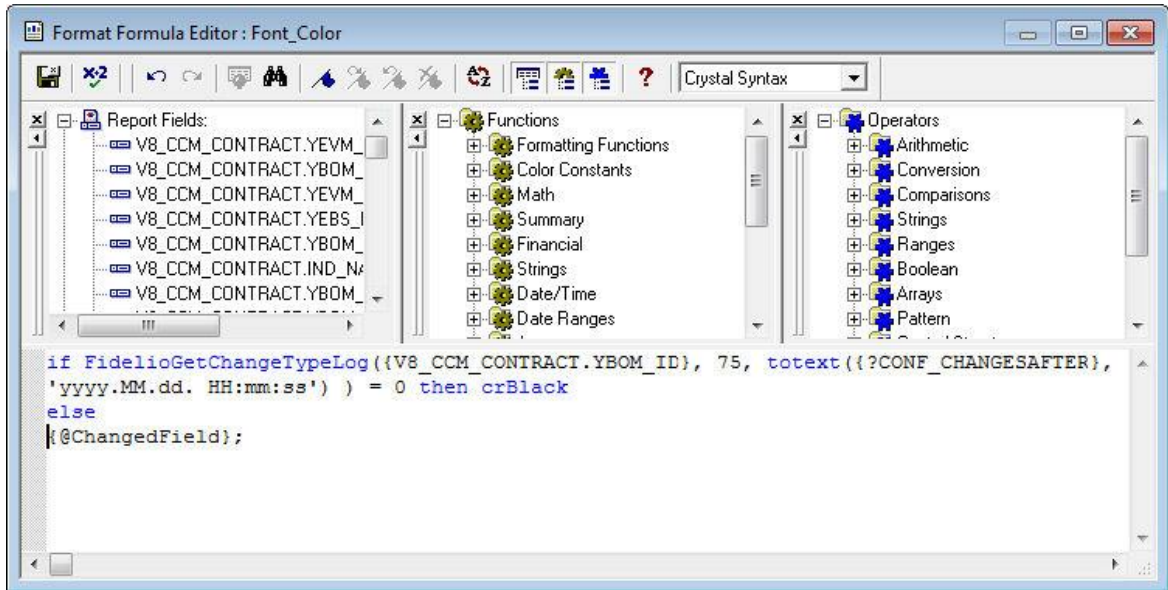 Format Formula Editor : Font_Color
Crystal Syntax
Report Fields:
V8_CCM_CONTRACT.YEVM_
V8_CCM_CONTRACT.YBOM_
V8_CCM_CONTRACT.YEVM_
V8_CCM_CONTRACT.YEBS_
V8_CCM_CONTRACT.YBOM_
V8_CCM_CONTRACT.IND_NA
V8_CCM_CONTRACT.YBOM_
Functions
Formatting Functions
Color Constants
Math
Summary
Financial
Strings
Date/Time
Date Ranges
Operators
Arithmetic
Conversion
Comparisons
Strings
Ranges
Boolean
Arrays
Pattern
if FidelioGetChangeTypeLog({V8_CCM_CONTRACT.YBOM_ID}, 75, totext({?CONF_CHANGESAFTER},
'yyyy.MM.dd. HH:mm:ss') ) = 0 then crBlack
else
{@ChangedField};